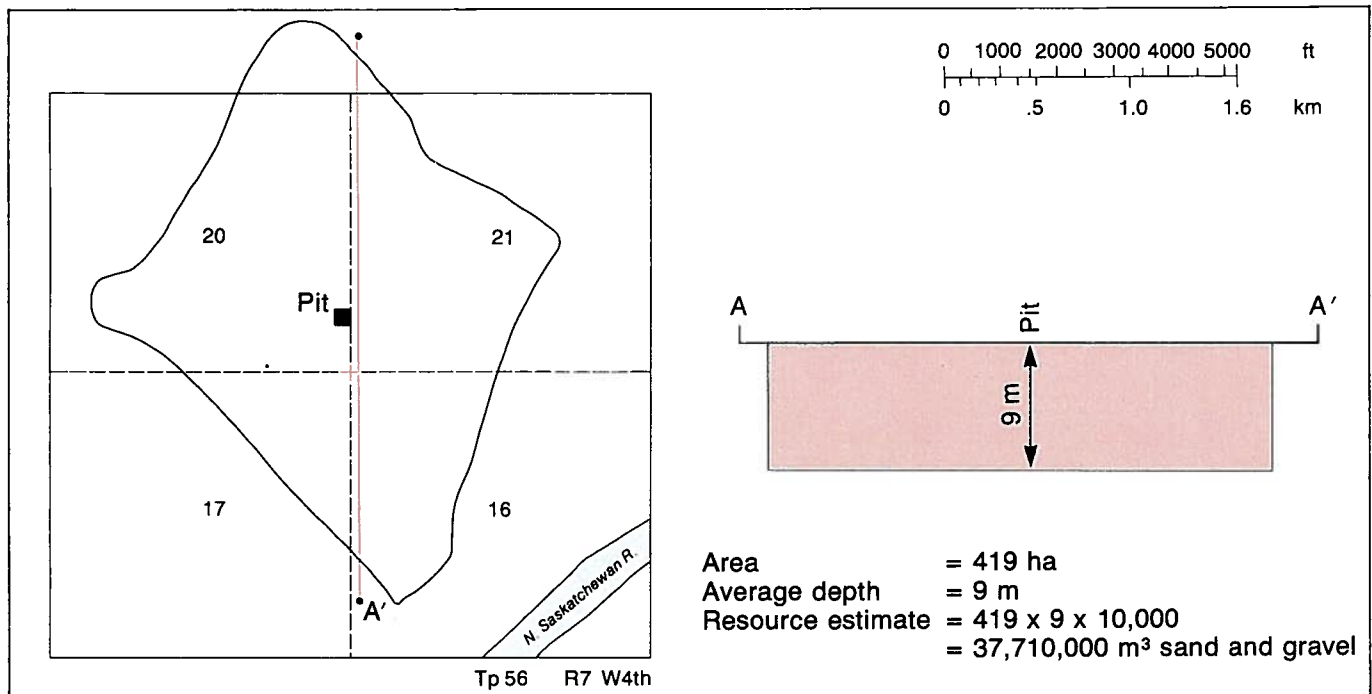 0 1000 2000 3000 4000 5000 ft
0 .5 1.0 1.6 km
20
21
Pit
17
16
A'
N. Saskatchewan R.
Tp 56 R7 W4th
A
Pit
A'
9 m
Area = 419 ha
Average depth = 9 m
Resource estimate = 419 x 9 x 10,000
= 37,710,000 m³ sand and gravel